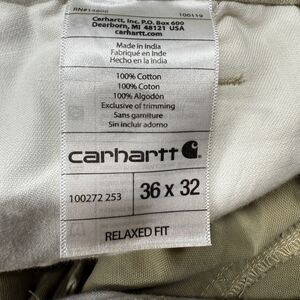 RN#14806 100119
Carhartt, Inc. P.O. Box 600
Dearborn, MI 48121 USA
carhartt.com
Made in India
Fabriqué en Inde
Hecho en la India
100% Cotton
100% Coton
100% Algodón
Exclusive of trimming
Sans garniture
Sin incluir adorno
carhartt
100272 253
36 x 32
RELAXED FIT